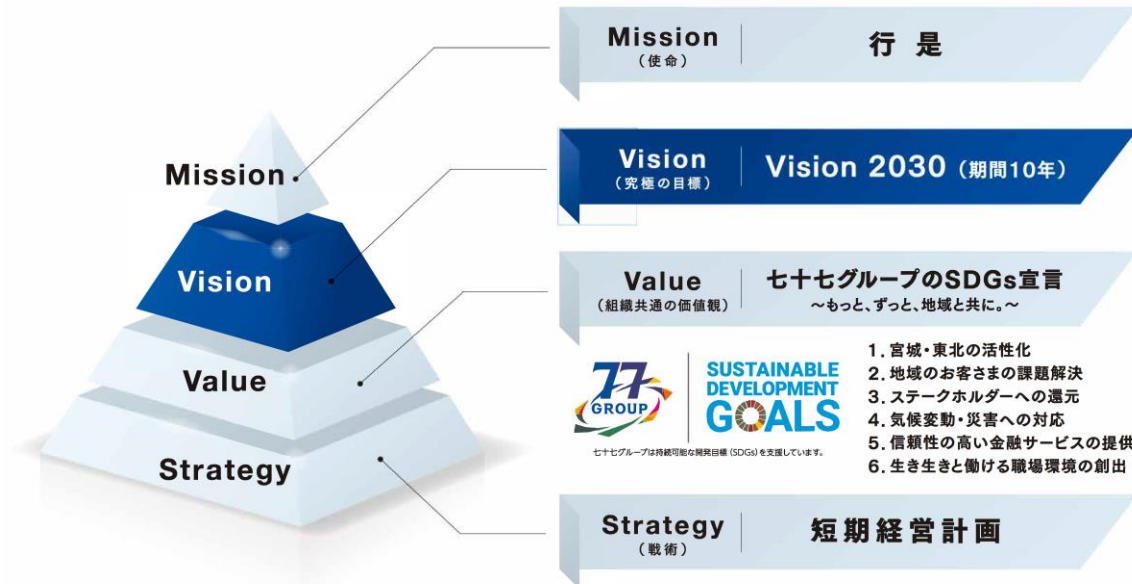 Mission
Vision
Value
Strategy
Mission
(使命)
行是
Vision
(究極の目標)
Vision 2030 (期間10年)
Value
(組織共通の価値観)
七十七グループのSDGs宣言
～もっと、ずっと、地域と共に。～
77
GROUP
SUSTAINABLE
DEVELOPMENT
GOALS
七十七グループは持続可能な開発目標(SDGs)を支援しています。
1.宮城・東北の活性化
2.地域のお客さまの課題解決
3.ステークホルダーへの還元
4.気候変動・災害への対応
5.信頼性の高い金融サービスの提供
6.生き生きと働ける職場環境の創出
Strategy
(戦術)
短期経営計画